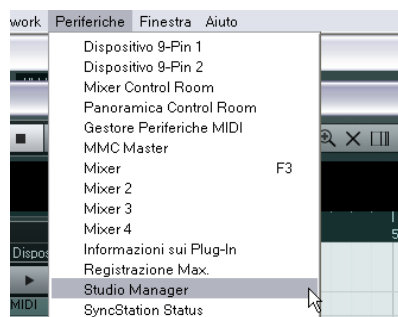 work Periferiche Finestra Aiuto
Dispositivo 9-Pin 1
Dispositivo 9-Pin 2
Mixer Control Room
Panoramica Control Room
Gestore Periferiche MIDI
MMC Master
Mixer F3
Mixer 2
Mixer 3
Mixer 4
Informazioni sui Plug-In
Registrazione Max.
Studio Manager
SyncStation Status
Dispos
MIDI
5